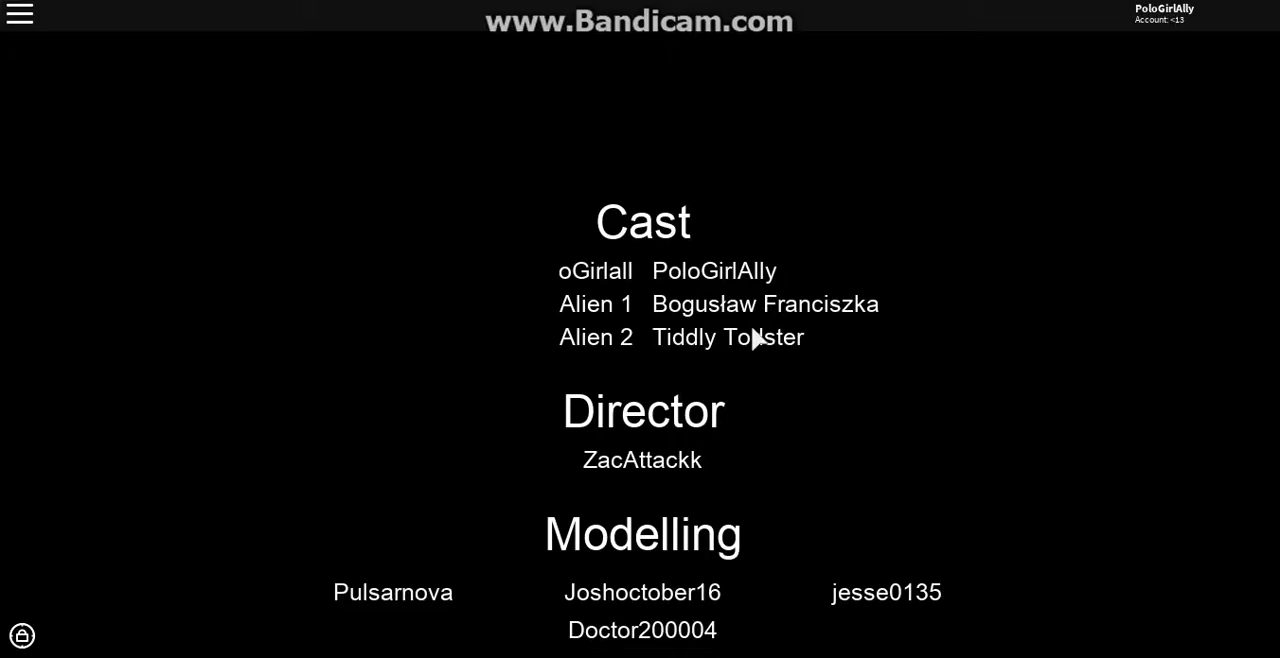 www.Bandicam.com
PoloGirlAlly
Account: <13
Cast
oGirlall PoloGirlAlly
Alien 1 Bogusław Franciszka
Alien 2 Tiddly
Director
ZacAttackk
Modelling
Pulsarnova Joshoctober16 jesse0135
Doctor200004